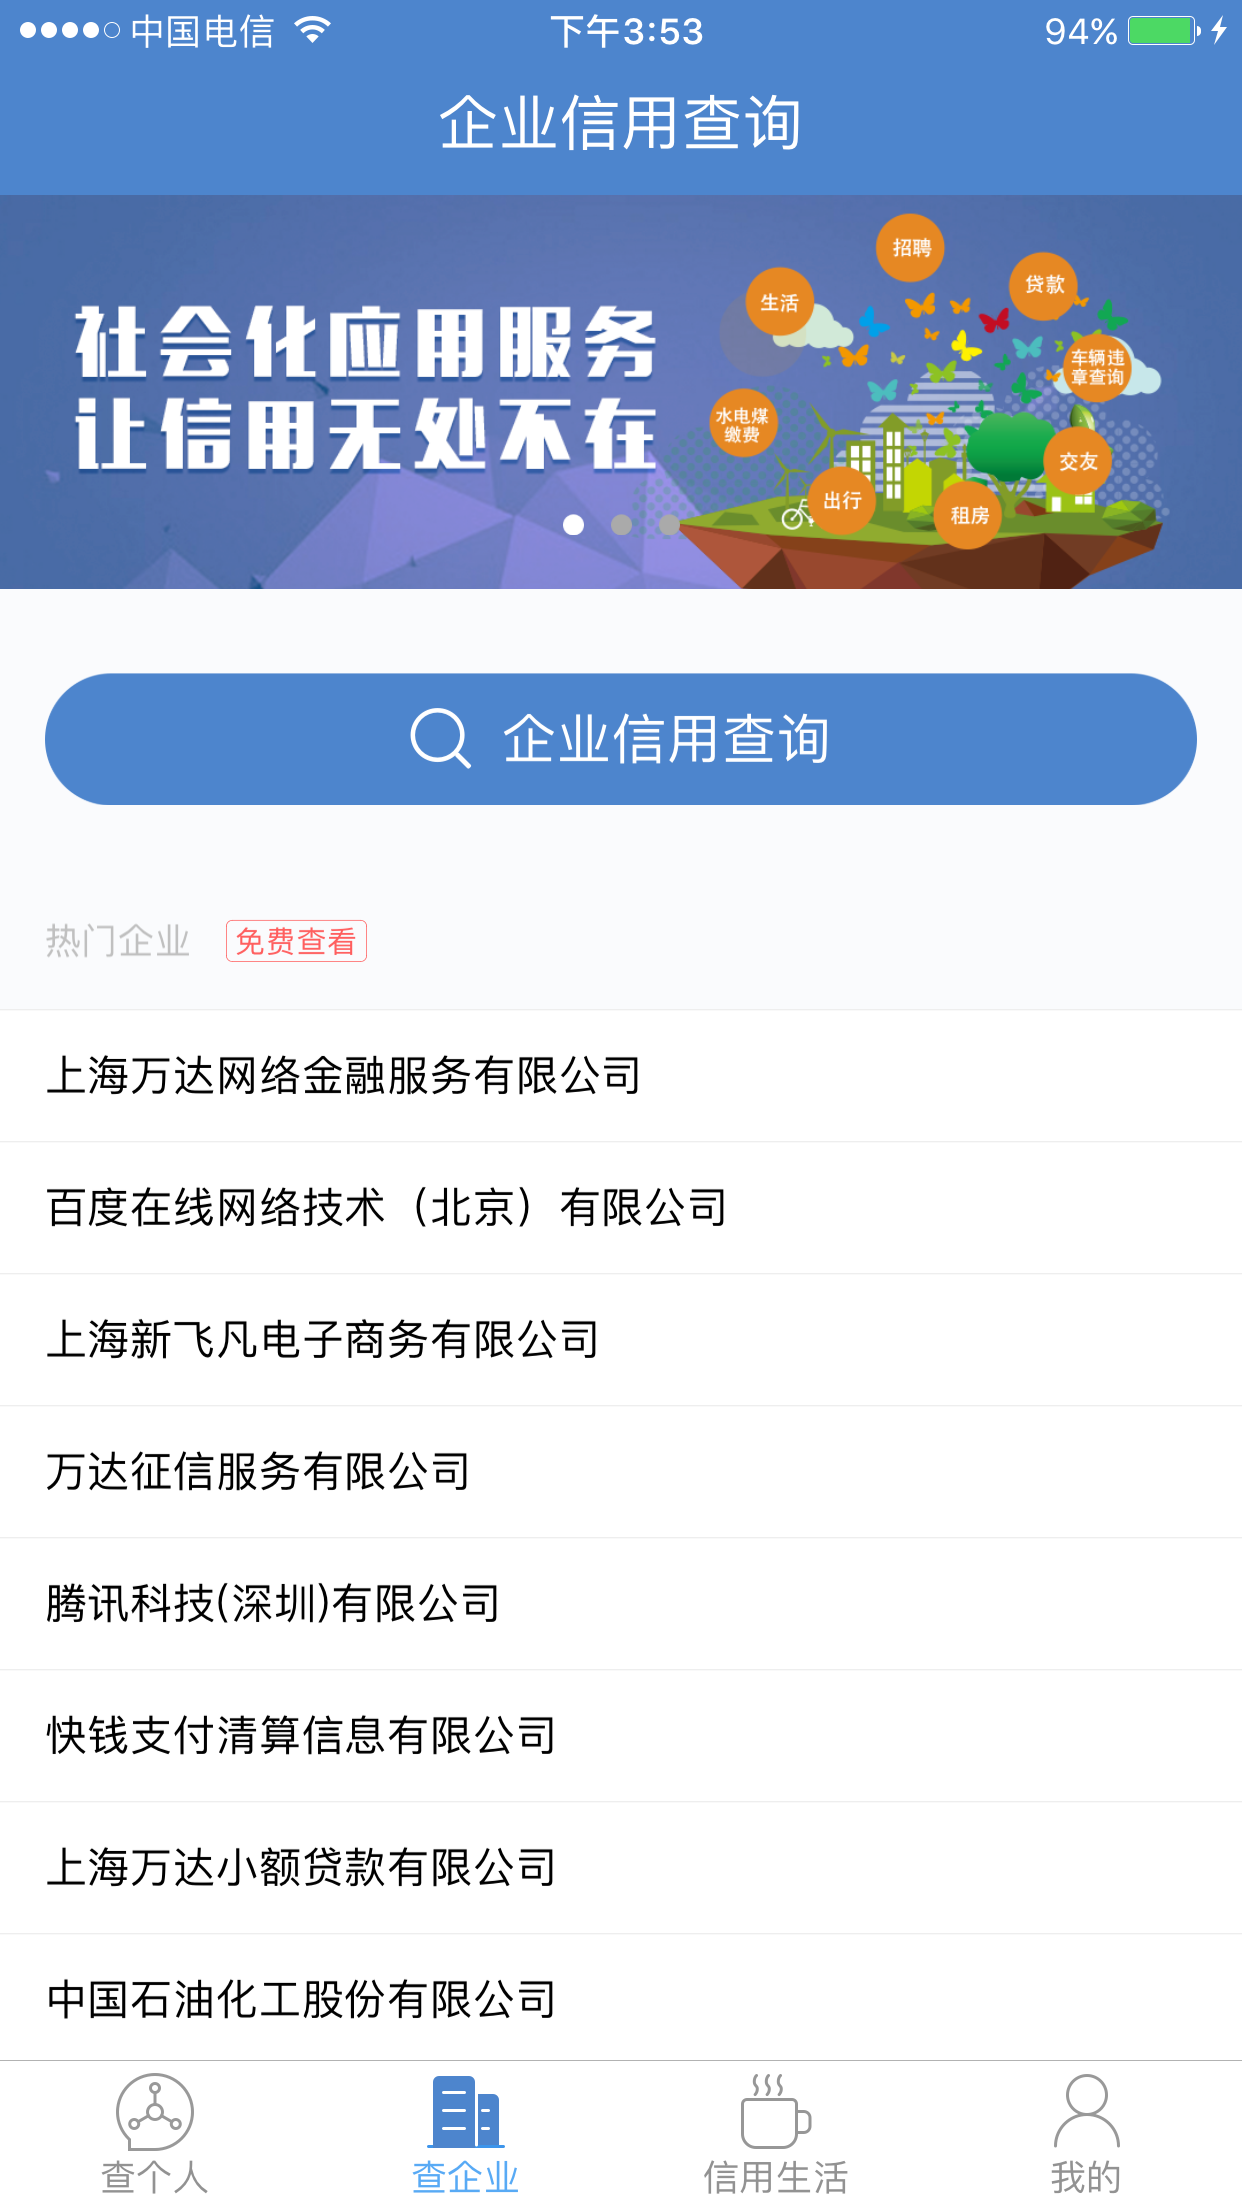 中国电信 下午3:53 94%
企业信用查询
社会化应用服务
让信用无处不在
招聘
贷款
生活
车辆违
章查询
水电煤
缴费
交友
出行
租房
企业信用查询
热门企业 免费查看
上海万达网络金融服务有限公司
百度在线网络技术（北京）有限公司
上海新飞凡电子商务有限公司
万达征信服务有限公司
腾讯科技(深圳)有限公司
快钱支付清算信息有限公司
上海万达小额贷款有限公司
中国石油化工股份有限公司
查个人 查企业 信用生活 我的